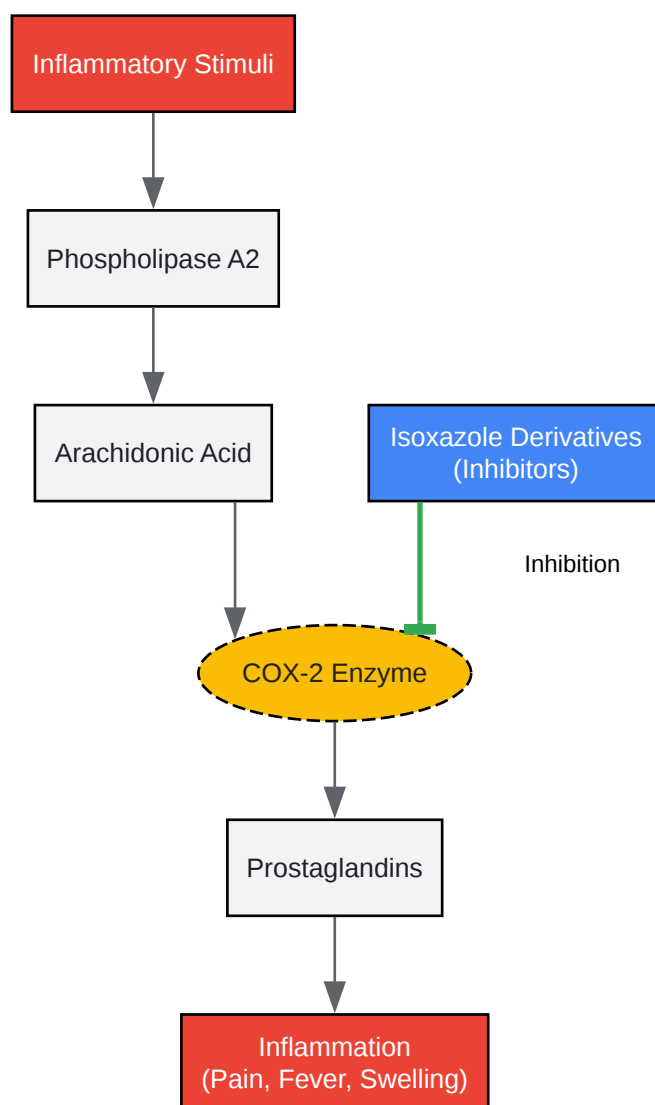 Inflammatory Stimuli
Phospholipase A2
Arachidonic Acid
Isoxazole Derivatives
(Inhibitors)
Inhibition
COX-2 Enzyme
Prostaglandins
Inflammation
(Pain, Fever, Swelling)